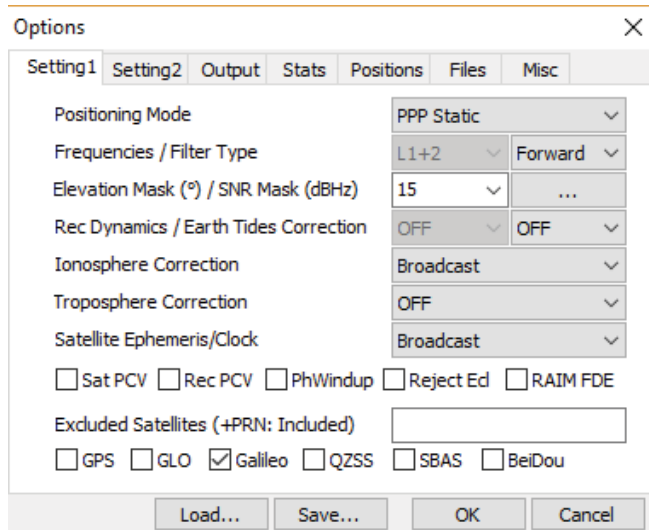 Options
Setting1 Setting2 Output Stats Positions Files Misc
Positioning Mode PPP Static
Frequencies / Filter Type L1+2 Forward
Elevation Mask (°) / SNR Mask (dBHz) 15 ...
Rec Dynamics / Earth Tides Correction OFF OFF
Ionosphere Correction Broadcast
Troposphere Correction OFF
Satellite Ephemeris/Clock Broadcast
Sat PCV Rec PCV PhWindup Reject Ecl RAIM FDE
Excluded Satellites (+PRN: Included)
GPS GLO Galileo QZSS SBAS BeiDou
Load... Save... OK Cancel